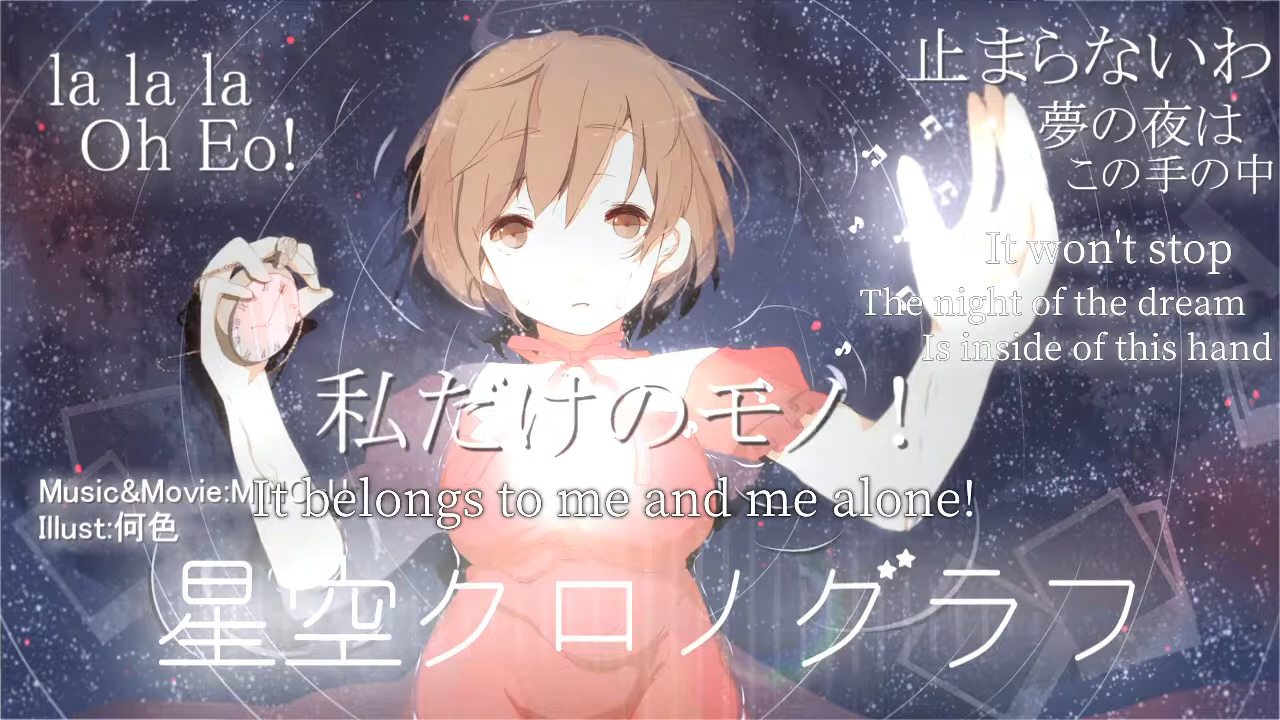 la la la
Oh Eo!
止まらないわ
夢の夜は
この手の中
It won't stop
The night of the dream
Is inside of this hand
私だけのモノ!
Music&Movie:
It belongs to me and me alone!
Illust:何色
星空クロノグラフ